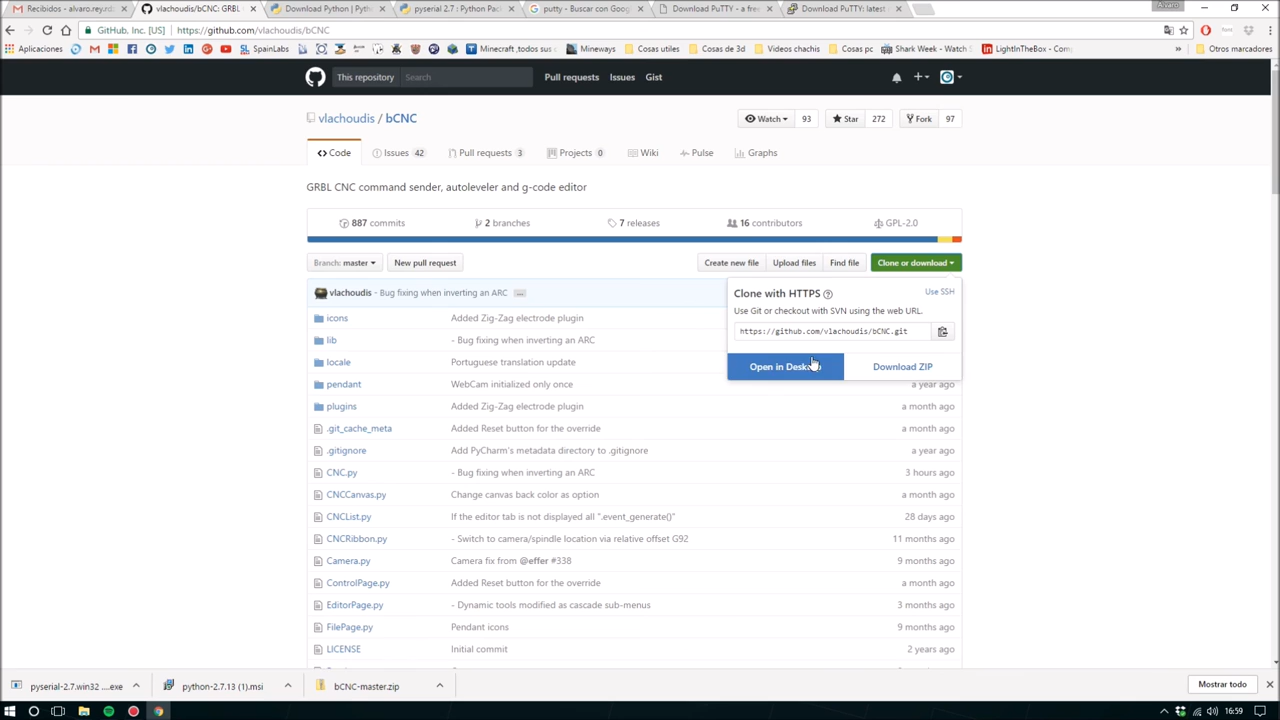 Recibidos - alvaro.rey.rds
vlachoudis/bCNC: GRBL CN
Download Python | Pyth
pyserial 2.7 : Python Pac
putty - Buscar con Goog
Download PuTTY - a free
Download PuTTY: latest
Alvaro
GitHub, Inc. [US]
https://github.com/vlachoudis/bCNC
Aplicaciones
SpainLabs
Minecraft ,todos su
Mineways
Cosas utiles
Cosas de 3d
Videos chachis
Cosas pc
Shark Week - Watch S
LightInTheBox - Com
»
Otros marcadores
This repository
Search
Pull requests
Issues
Gist
vlachoudis / bCNC
Watch
93
Star
272
Fork
97
Code
Issues 42
Pull requests 3
Projects 0
Wiki
Pulse
Graphs
GRBL CNC command sender, autoleveler and g-code editor
887 commits
2 branches
7 releases
16 contributors
GPL-2.0
Branch: master
New pull request
Create new file
Upload files
Find file
Clone or download
vlachoudis - Bug fixing when inverting an ARC ...
Clone with HTTPS
Use SSH
Use Git or checkout with SVN using the web URL.
https://github.com/vlachoudis/bCNC.git
Open in
Download ZIP
icons Added Zig-Zag electrode plugin
lib - Bug fixing when inverting an ARC
locale Portuguese translation update
pendant WebCam initialized only once a month ago
plugins Added Zig-Zag electrode plugin a month ago
.git_cache_meta Added Reset button for the override a month ago
.gitignore Add PyCharm's metadata directory to .gitignore a year ago
CNC.py - Bug fixing when inverting an ARC 3 hours ago
CNCCanvas.py Change canvas back color as option a month ago
CNCList.py If the editor tab is not displayed all ".event_generate()" 28 days ago
CNCRibbon.py - Switch to camera/spindle location via relative offset G92 11 months ago
Camera.py Camera fix from @effer #338 9 months ago
ControlPage.py Added Reset button for the override a month ago
EditorPage.py - Dynamic tools modified as cascade sub-menus 3 months ago
FilePage.py Pendant icons 9 months ago
LICENSE Initial commit 2 years ago
pyserial-2.7.win32 ....exe
python-2.7.13 (1).msi
bCNC-master.zip
Mostrar todo
16:59